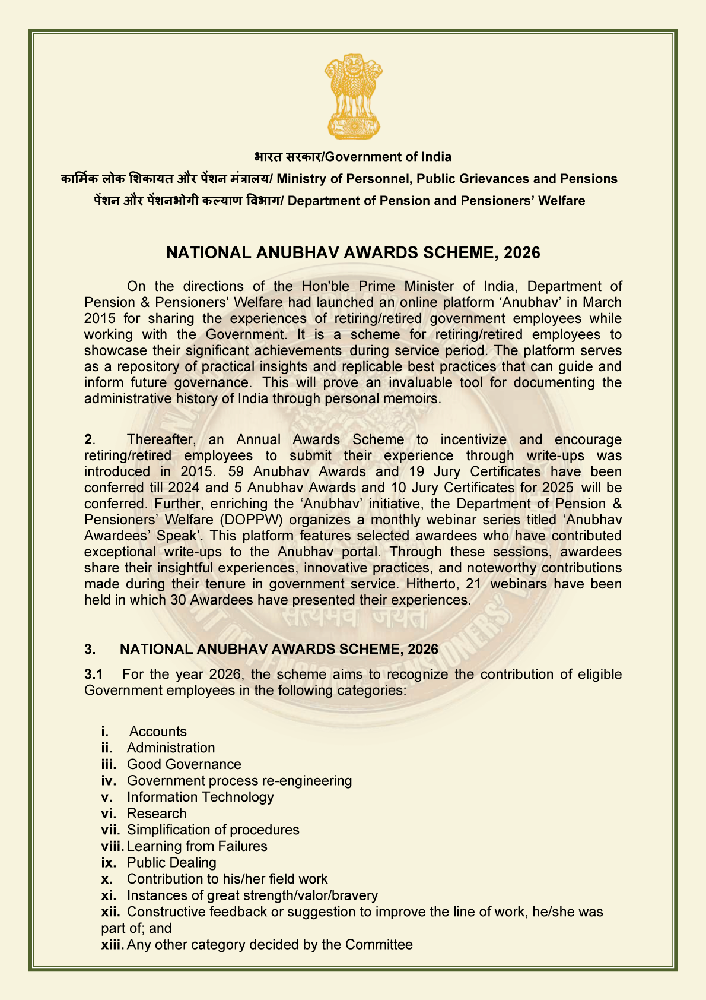 भारत सरकार/Government of India
कार्मिक लोक शिकायत और पेंशन मंत्रालय/ Ministry of Personnel, Public Grievances and Pensions
पेंशन और पेंशनभोगी कल्याण विभाग/ Department of Pension and Pensioners’ Welfare
NATIONAL ANUBHAV AWARDS SCHEME, 2026
On the directions of the Hon'ble Prime Minister of India, Department of
Pension & Pensioners' Welfare had launched an online platform ‘Anubhav’ in March
2015 for sharing the experiences of retiring/retired government employees while
working with the Government. It is a scheme for retiring/retired employees to
showcase their significant achievements during service period. The platform serves
as a repository of practical insights and replicable best practices that can guide and
inform future governance. This will prove an invaluable tool for documenting the
administrative history of India through personal memoirs.
2. Thereafter, an Annual Awards Scheme to incentivize and encourage
retiring/retired employees to submit their experience through write-ups was
introduced in 2015. 59 Anubhav Awards and 19 Jury Certificates have been
conferred till 2024 and 5 Anubhav Awards and 10 Jury Certificates for 2025 will be
conferred. Further, enriching the ‘Anubhav’ initiative, the Department of Pension &
Pensioners’ Welfare (DOPPW) organizes a monthly webinar series titled ‘Anubhav
Awardees’ Speak’. This platform features selected awardees who have contributed
exceptional write-ups to the Anubhav portal. Through these sessions, awardees
share their insightful experiences, innovative practices, and noteworthy contributions
made during their tenure in government service. Hitherto, 21 webinars have been
held in which 30 Awardees have presented their experiences.
सत्यमेव जयते
3. NATIONAL ANUBHAV AWARDS SCHEME, 2026
3.1 For the year 2026, the scheme aims to recognize the contribution of eligible
Government employees in the following categories:
i. Accounts
ii. Administration
iii. Good Governance
iv. Government process re-engineering
v. Information Technology
vi. Research
vii. Simplification of procedures
viii. Learning from Failures
ix. Public Dealing
x. Contribution to his/her field work
xi. Instances of great strength/valor/bravery
xii. Constructive feedback or suggestion to improve the line of work, he/she was
part of; and
xiii. Any other category decided by the Committee